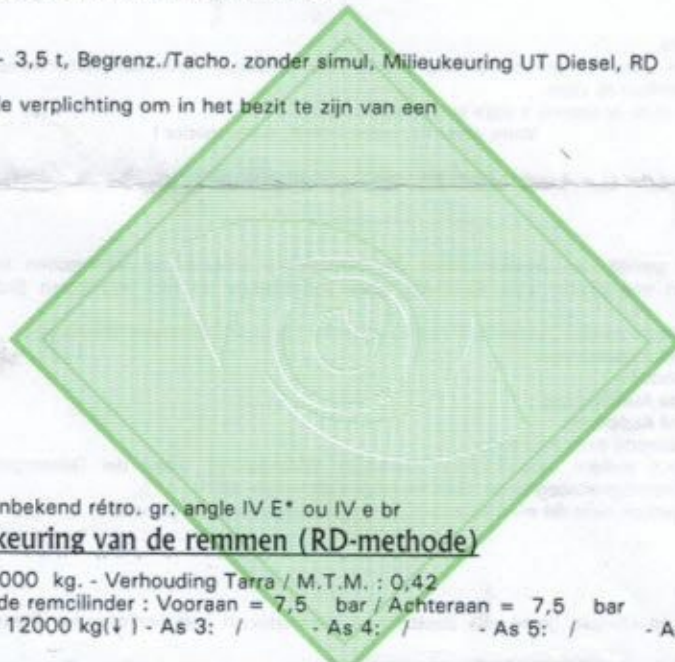 - 3,5 t, Begrenz./Tacho. zonder simul, Milieukeuring UT Diesel, RD
de verplichting om in het bezit te zijn van een
nbekend rétro. gr. angle IV E* ou IV e br
keuring van de remmen (RD-methode)
000 kg. - Verhouding Tarra / M.T.M. : 0,42
de remcilinder : Vooraan = 7,5 bar / Achteraan = 7,5 bar
12000 kg(↓ ) - As 3: / - As 4: / - As 5: / - A